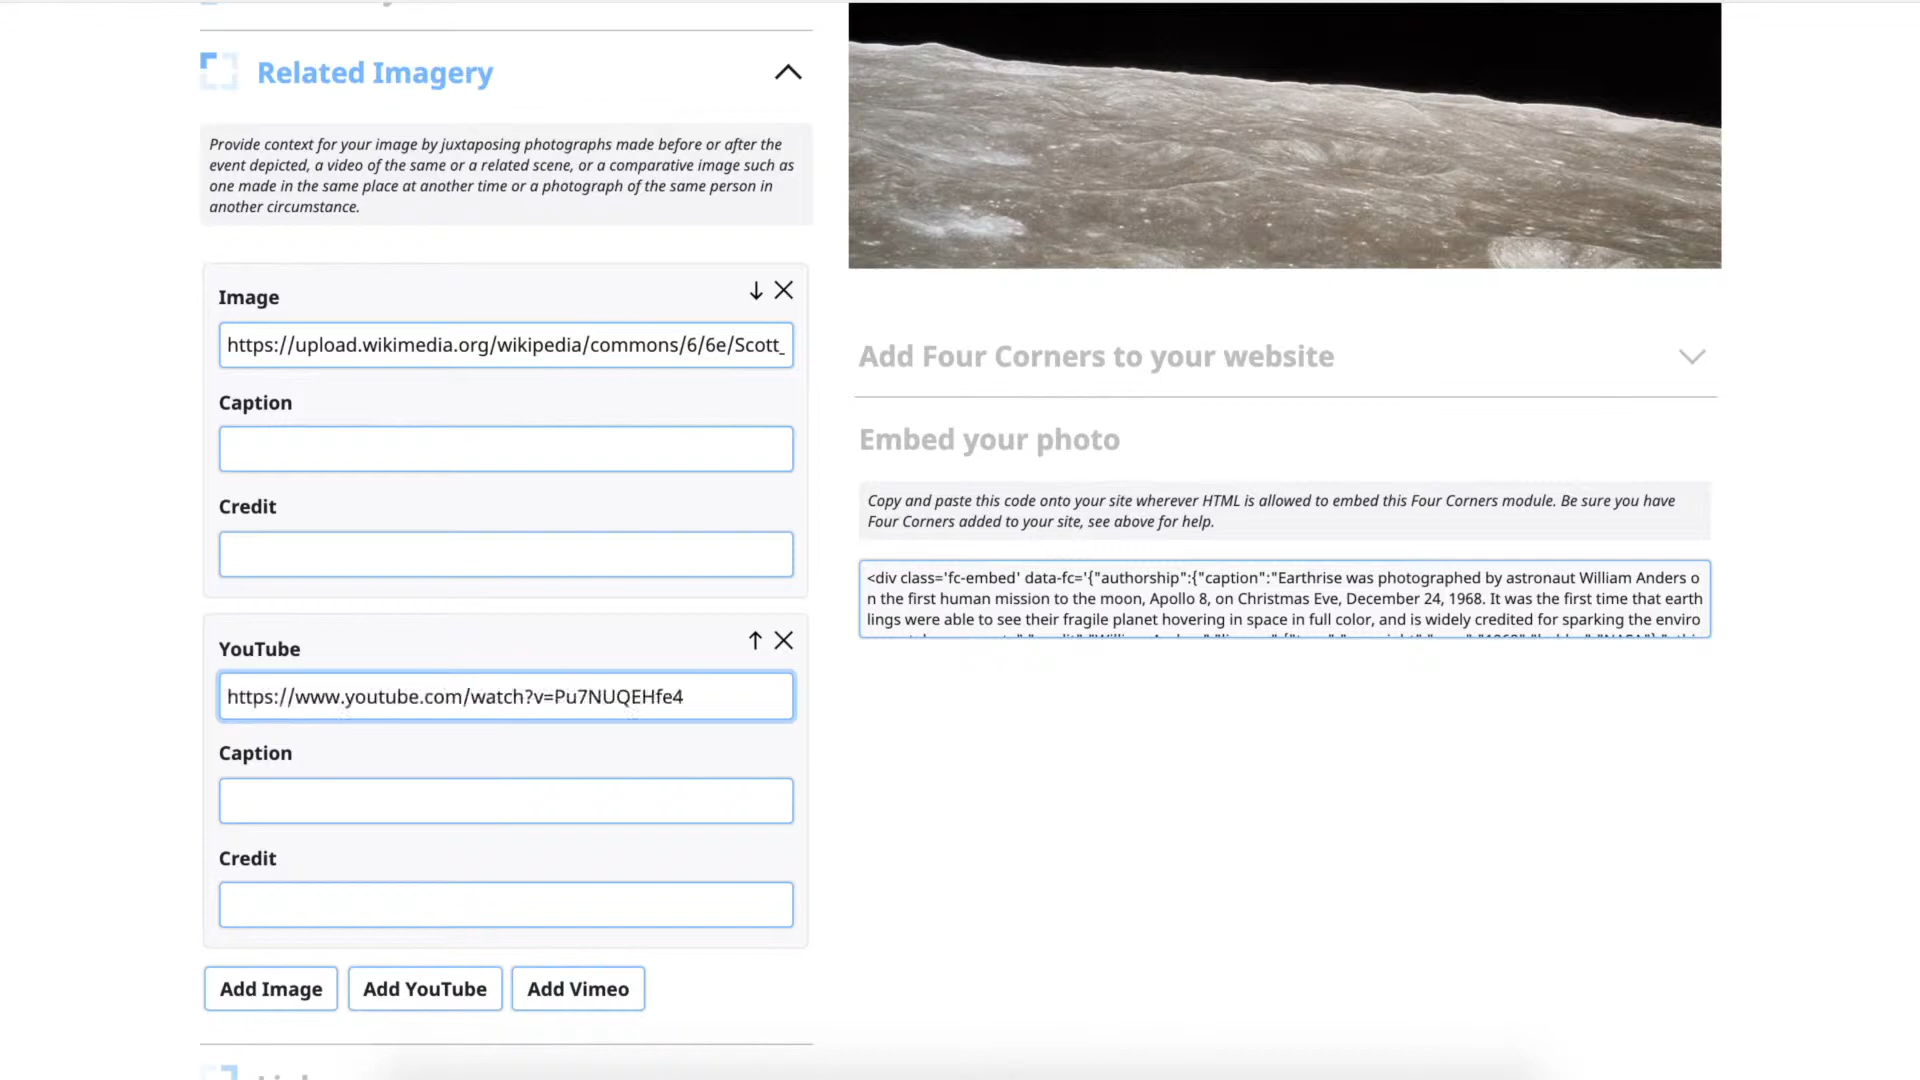 Related Imagery
Provide context for your image by juxtaposing photographs made before or after the
event depicted, a video of the same or a related scene, or a comparative image such as
one made in the same place at another time or a photograph of the same person in
another circumstance.
Image
https://upload.wikimedia.org/wikipedia/commons/6/6e/Scott_
Caption
Credit
YouTube
https://www.youtube.com/watch?v=Pu7NUQEHfe4
Caption
Credit
Add Image
Add YouTube
Add Vimeo
Add Four Corners to your website
Embed your photo
Copy and paste this code onto your site wherever HTML is allowed to embed this Four Corners module. Be sure you have
Four Corners added to your site, see above for help.
<div class='fc-embed' data-fc='{"authorship":{"caption":"Earthrise was photographed by astronaut William Anders o
n the first human mission to the moon, Apollo 8, on Christmas Eve, December 24, 1968. It was the first time that earth
lings were able to see their fragile planet hovering in space in full color, and is widely credited for sparking the enviro